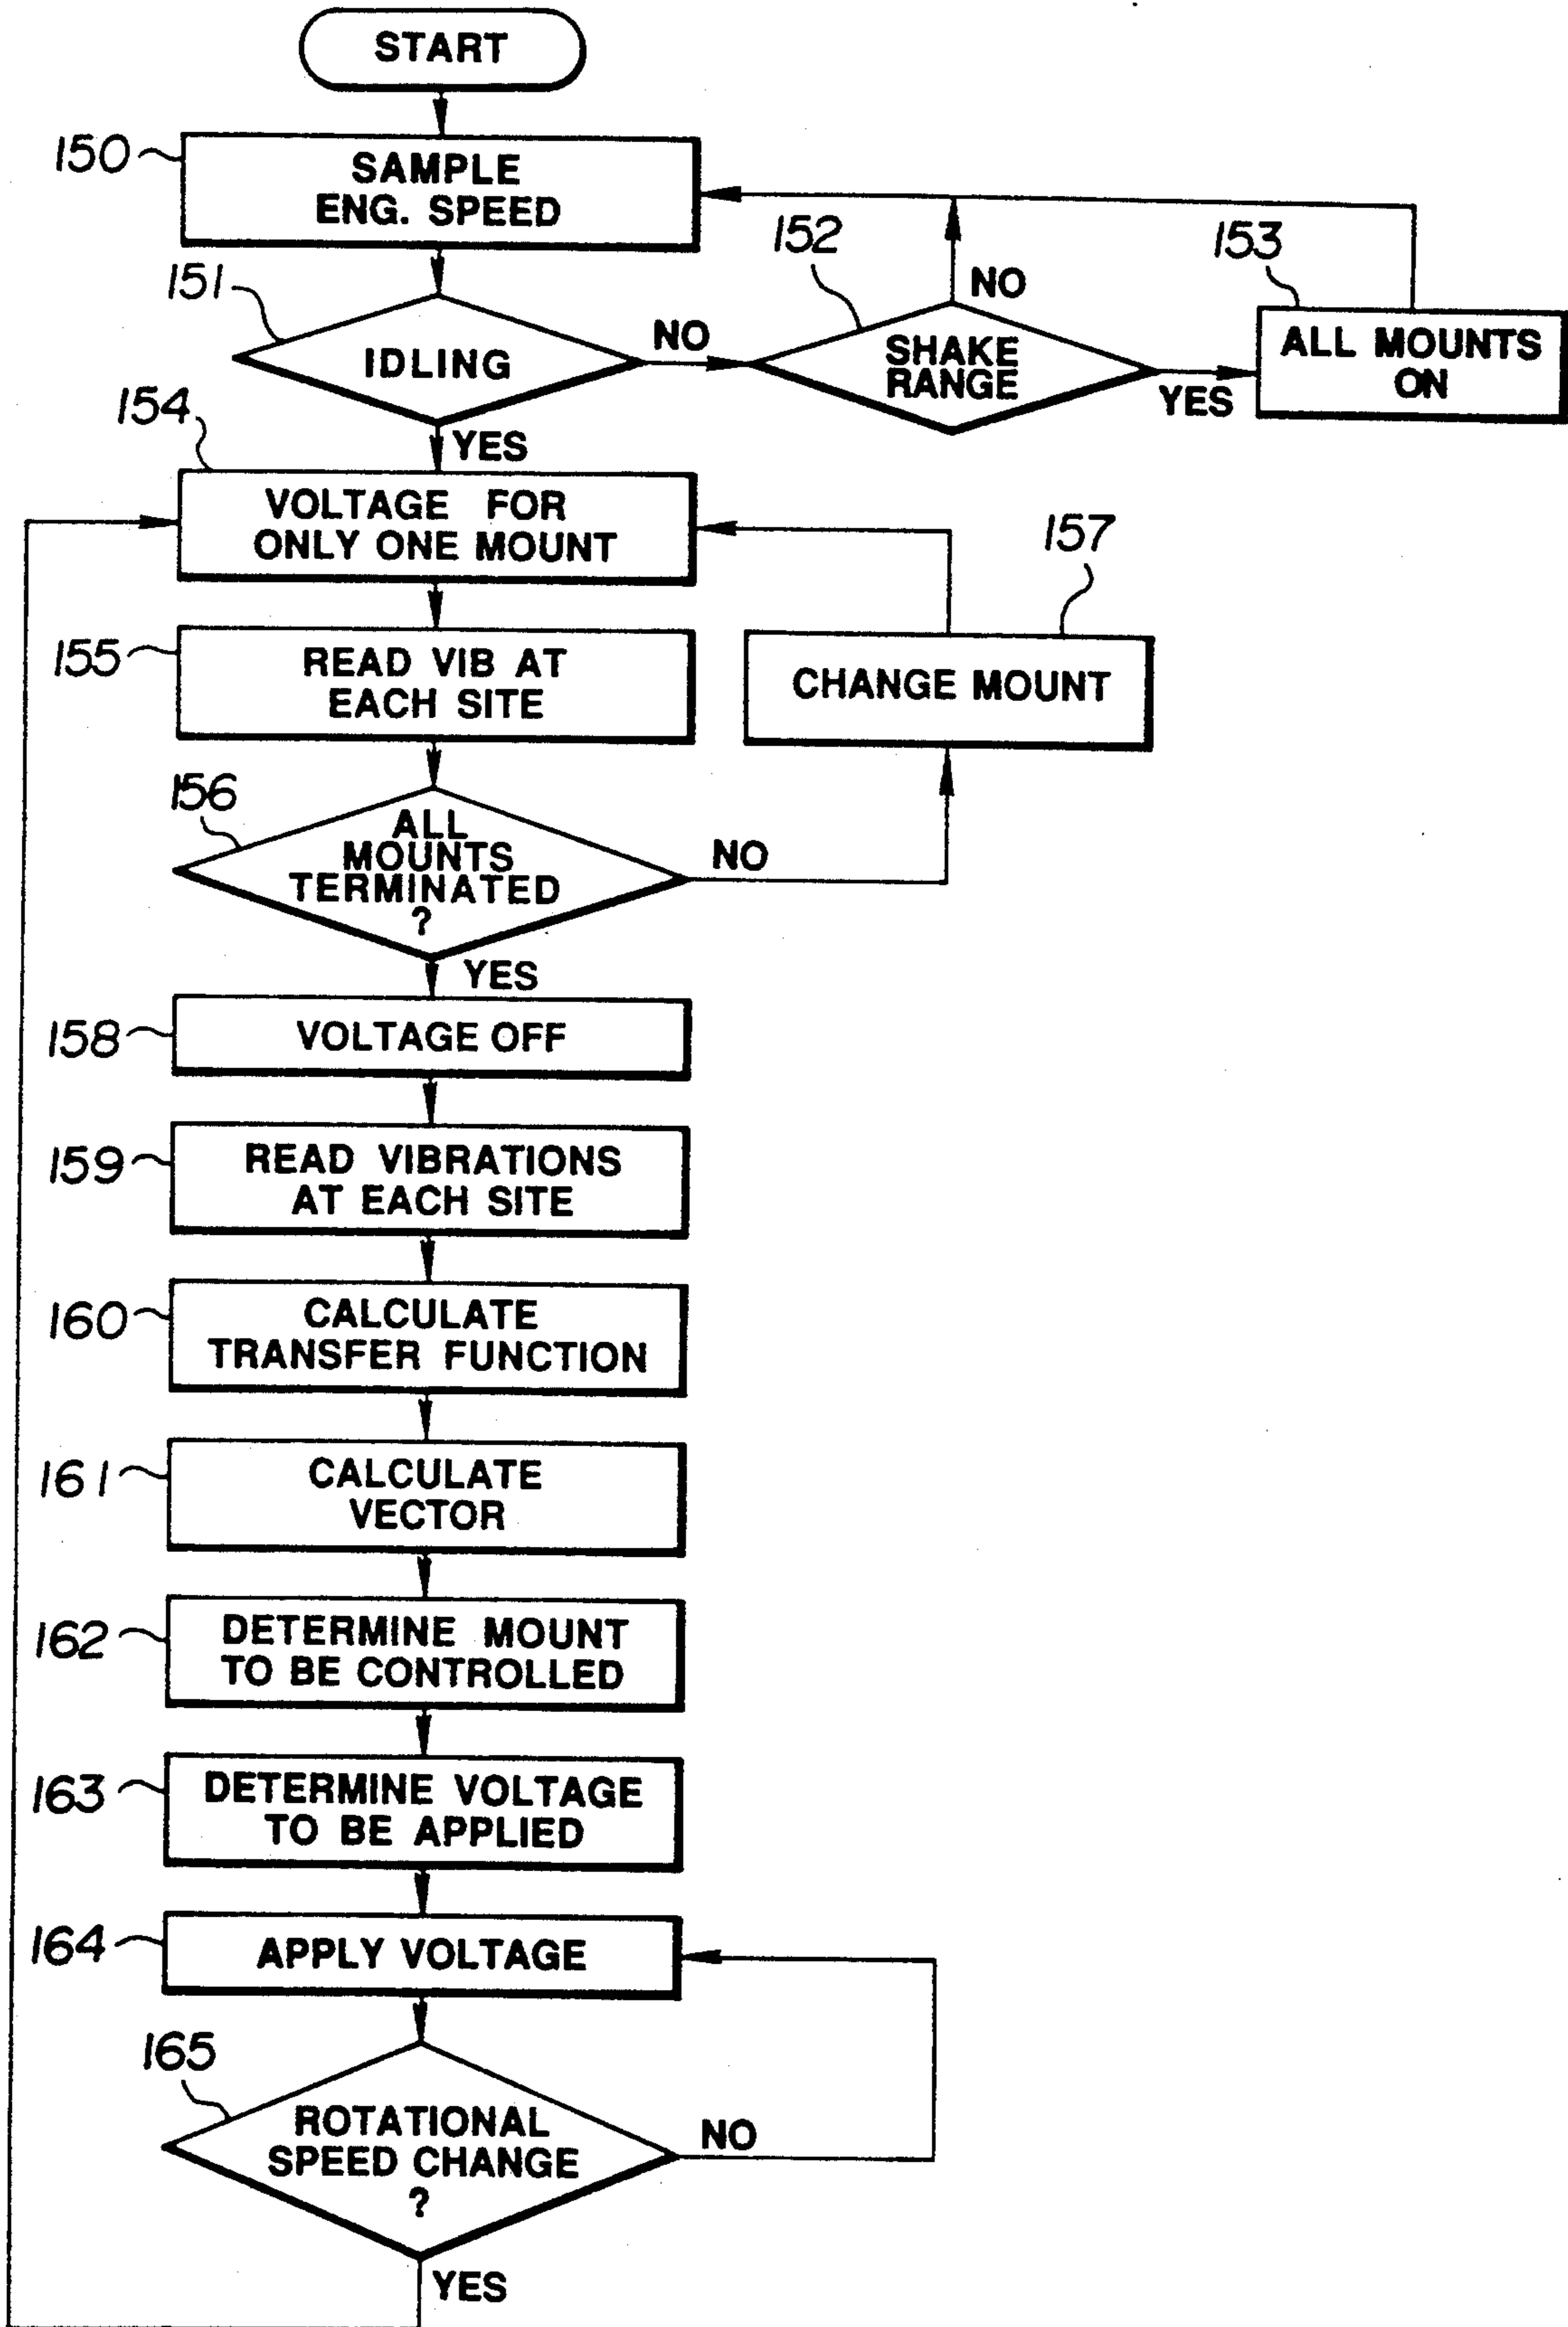 START
150
SAMPLE
ENG. SPEED
151
IDLING
NO
152
SHAKE
RANGE
NO
YES
153
ALL MOUNTS
ON
YES
154
VOLTAGE FOR
ONLY ONE MOUNT
155
READ VIB AT
EACH SITE
157
CHANGE MOUNT
156
ALL
MOUNTS
TERMINATED
?
NO
YES
158
VOLTAGE OFF
159
READ VIBRATIONS
AT EACH SITE
160
CALCULATE
TRANSFER FUNCTION
161
CALCULATE
VECTOR
162
DETERMINE MOUNT
TO BE CONTROLLED
163
DETERMINE VOLTAGE
TO BE APPLIED
164
APPLY VOLTAGE
165
ROTATIONAL
SPEED CHANGE
?
NO
YES